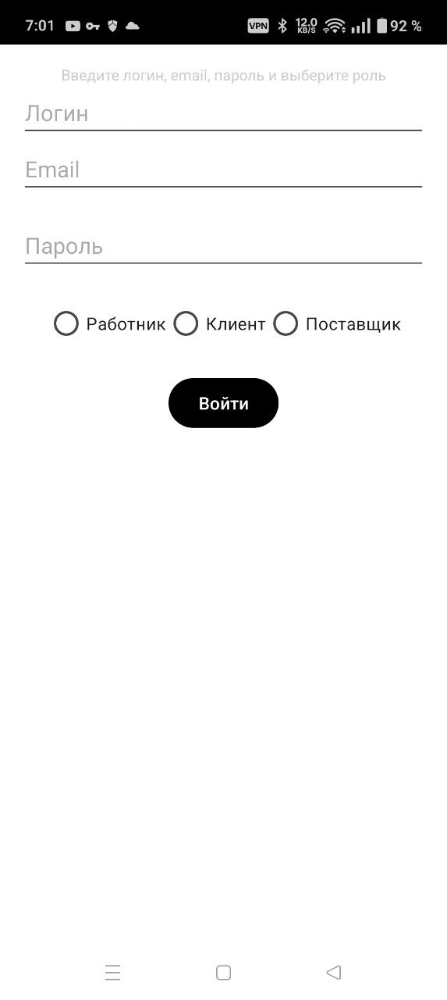 7:01 VPN 12.0 KB/S 92 %
Введите логин, email, пароль и выберите роль
Логин
Email
Пароль
Работник Клиент Поставщик
Войти